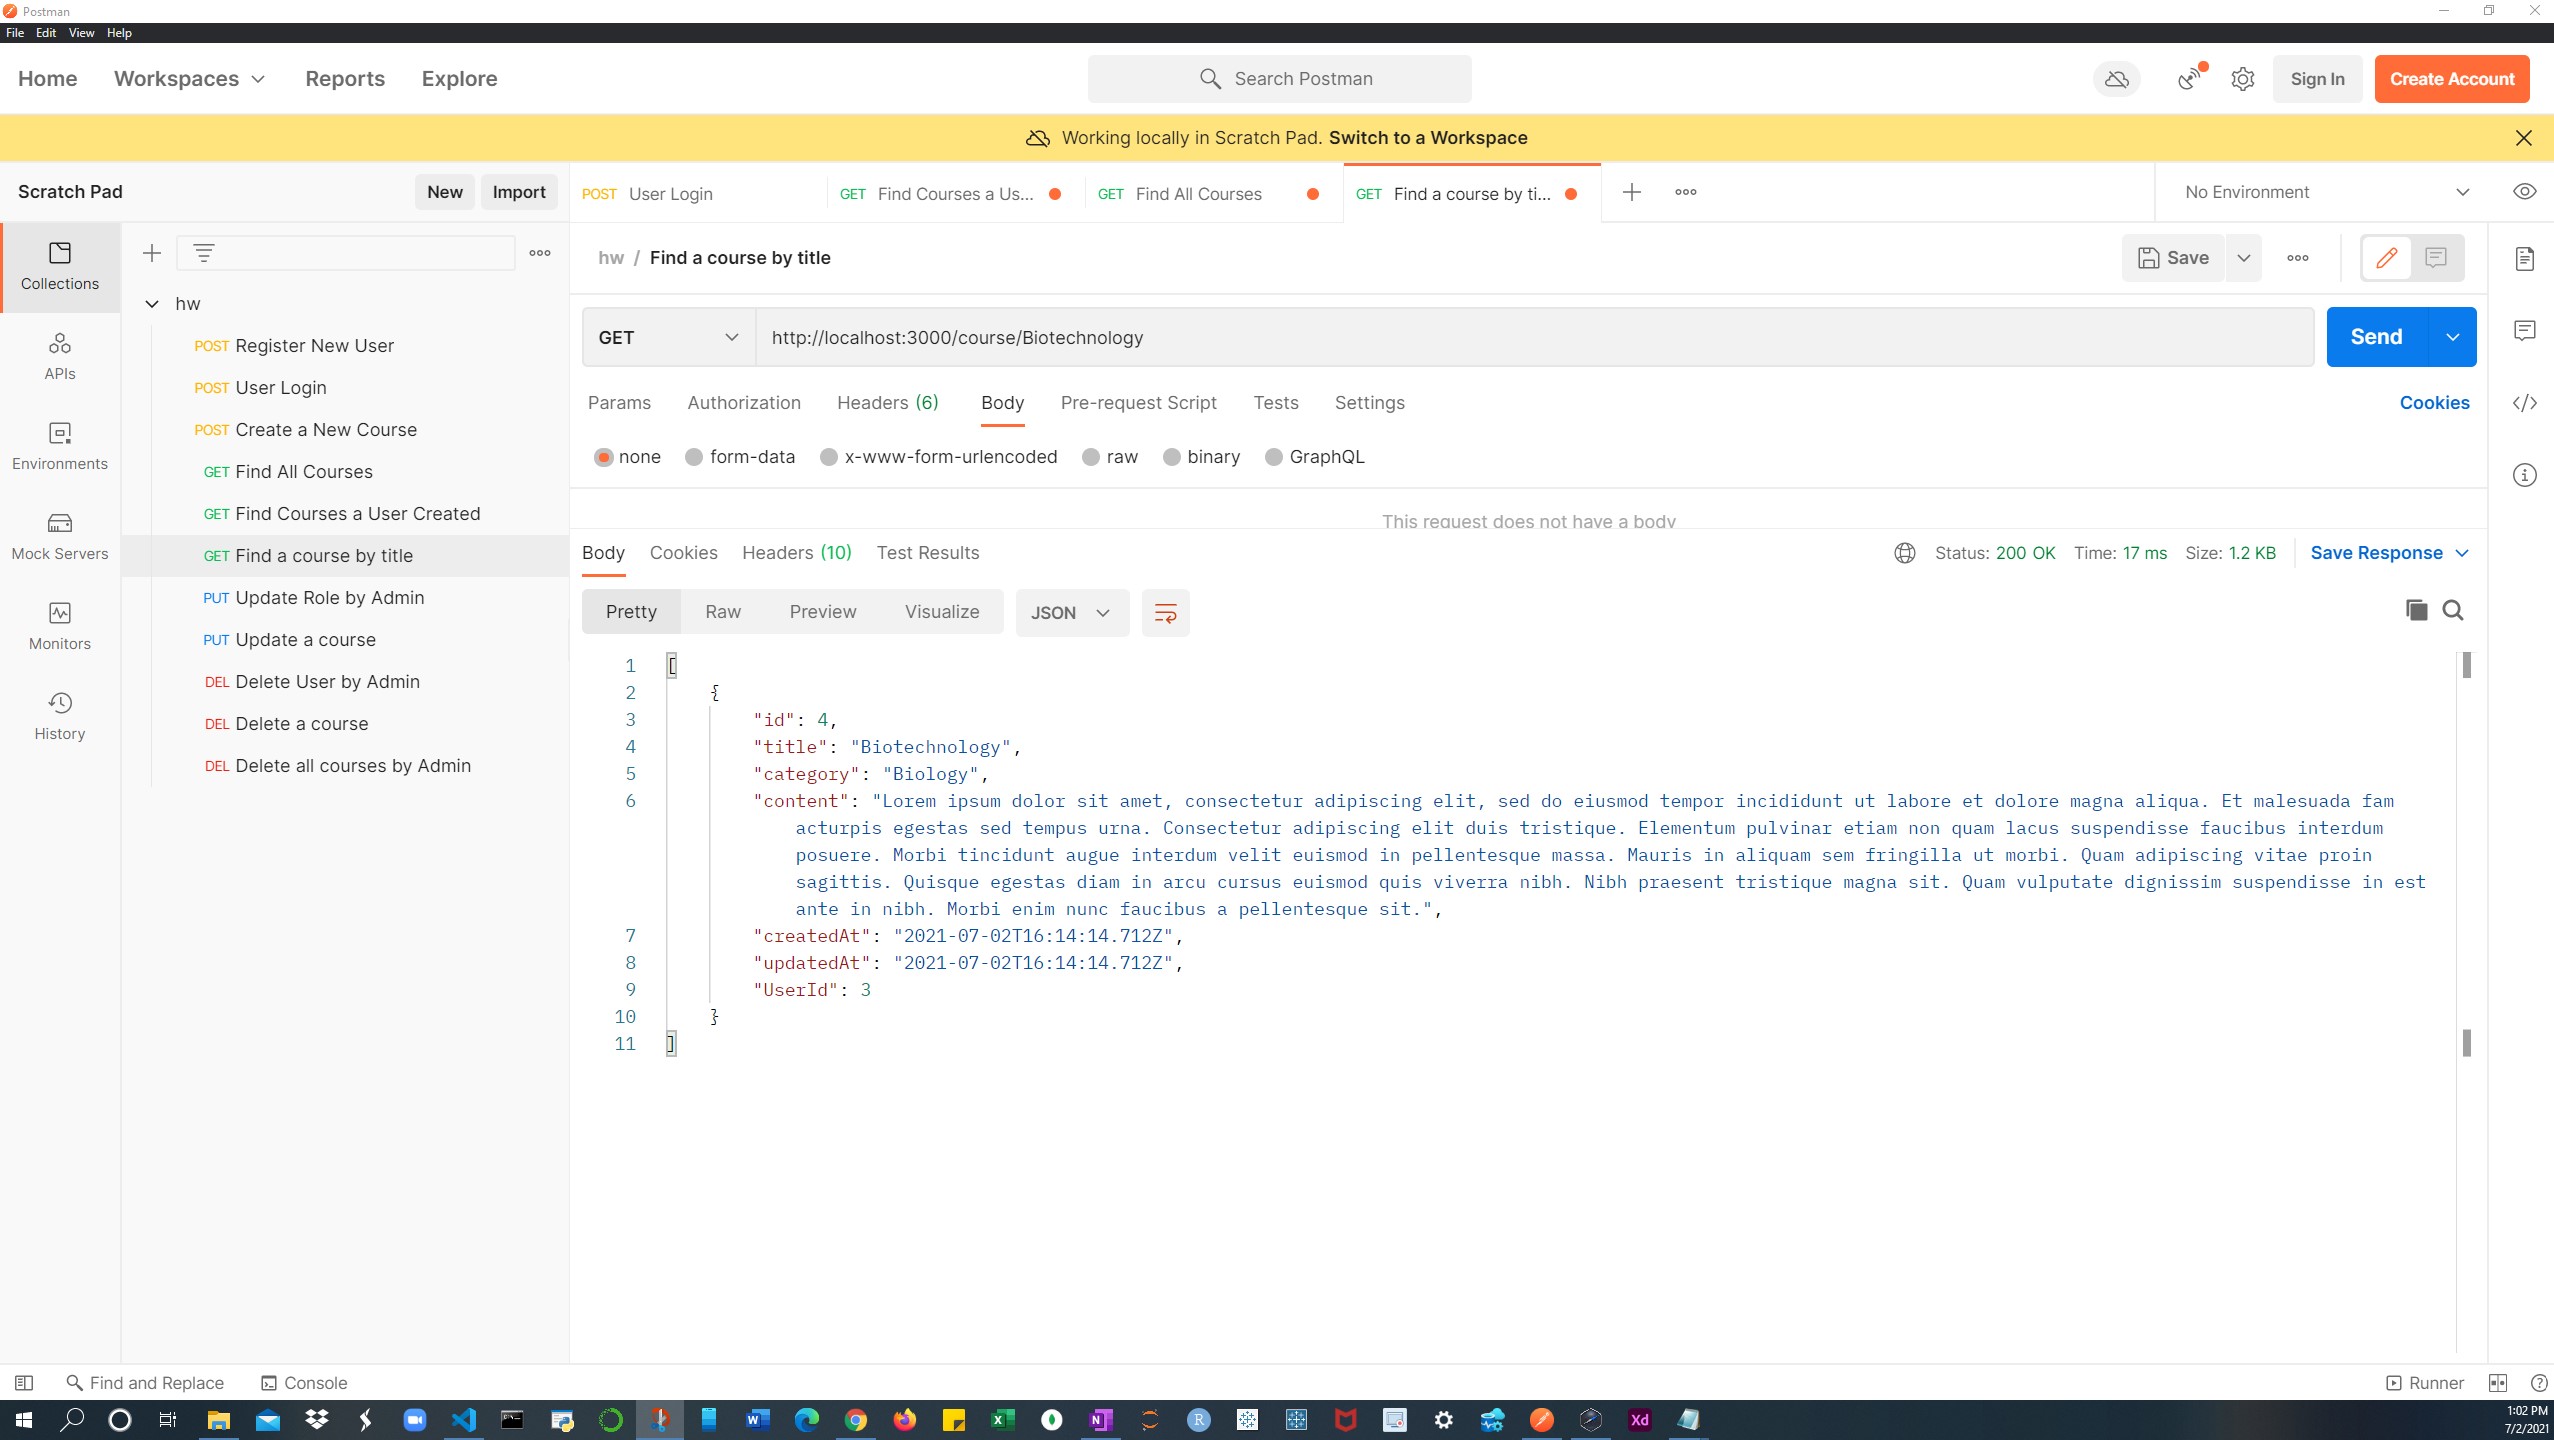 Postman
File Edit View Help
Home Workspaces Reports Explore Search Postman Sign In Create Account
Working locally in Scratch Pad. Switch to a Workspace
Scratch Pad New Import
POST User Login GET Find Courses a Us... GET Find All Courses GET Find a course by ti... No Environment
Collections
APIs
Environments
Mock Servers
Monitors
History
hw
POST Register New User
POST User Login
POST Create a New Course
GET Find All Courses
GET Find Courses a User Created
GET Find a course by title
PUT Update Role by Admin
PUT Update a course
DEL Delete User by Admin
DEL Delete a course
DEL Delete all courses by Admin
hw / Find a course by title Save
GET http://localhost:3000/course/Biotechnology Send
Params Authorization Headers (6) Body Pre-request Script Tests Settings Cookies
none form-data x-www-form-urlencoded raw binary GraphQL
This request does not have a body
Body Cookies Headers (10) Test Results Status: 200 OK Time: 17 ms Size: 1.2 KB Save Response
Pretty Raw Preview Visualize JSON
1 [
2 {
3 "id": 4,
4 "title": "Biotechnology",
5 "category": "Biology",
6 "content": "Lorem ipsum dolor sit amet, consectetur adipiscing elit, sed do eiusmod tempor incididunt ut labore et dolore magna aliqua. Et malesuada fam
acturpis egestas sed tempus urna. Consectetur adipiscing elit duis tristique. Elementum pulvinar etiam non quam lacus suspendisse faucibus interdum
posuere. Morbi tincidunt augue interdum velit euismod in pellentesque massa. Mauris in aliquam sem fringilla ut morbi. Quam adipiscing vitae proin
sagittis. Quisque egestas diam in arcu cursus euismod quis viverra nibh. Nibh praesent tristique magna sit. Quam vulputate dignissim suspendisse in est
ante in nibh. Morbi enim nunc faucibus a pellentesque sit.",
7 "createdAt": "2021-07-02T16:14:14.712Z",
8 "updatedAt": "2021-07-02T16:14:14.712Z",
9 "UserId": 3
10 }
11 ]
Find and Replace Console Runner
1:02 PM
7/2/2021